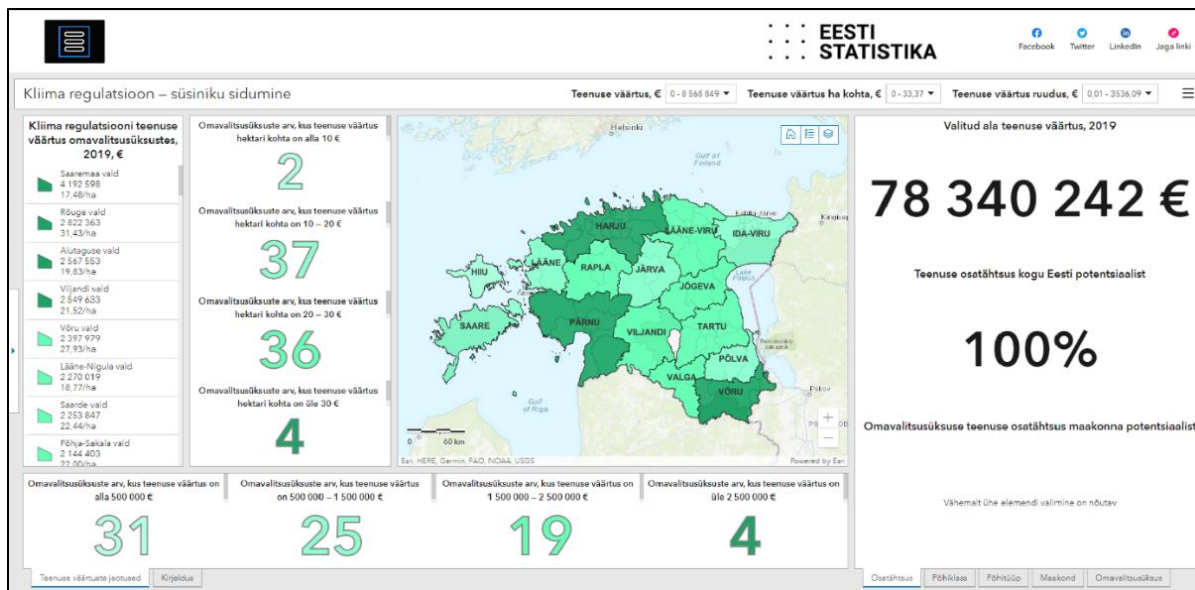 EESTI
STATISTIKA
Facebook
Twitter
LinkedIn
Jaga linki
Kliima regulatsioon – süsiniku sidumine
Teenuse väärtus, € 0 - 8 568 849
Teenuse väärtus ha kohta, € 0 - 33,37
Teenuse väärtus ruudus, € 0,01 - 3536,09
Kliima regulatsiooni teenuse
väärtus omavalitsusüksustes,
2019, €
Saaremaa vald
4 192 598
17,48/ha
Rõuge vald
2 822 363
31,43/ha
Alutaguse vald
2 567 553
19,83/ha
Viljandi vald
2 549 633
21,52/ha
Võru vald
2 397 979
27,93/ha
Lääne-Nigula vald
2 270 019
18,77/ha
Saarde vald
2 253 847
22,44/ha
Põhja-Sakala vald
2 144 403
22,00/ha
Omavalitsusüksuste arv, kus teenuse väärtus
hektari kohta on alla 10 €
2
Omavalitsusüksuste arv, kus teenuse väärtus
hektari kohta on 10 – 20 €
37
Omavalitsusüksuste arv, kus teenuse väärtus
hektari kohta on 20 – 30 €
36
Omavalitsusüksuste arv, kus teenuse väärtus
hektari kohta on üle 30 €
4
Helsinki
Gulf of
Finland
Kohtla-Järve
HARJU
LÄÄNE-VIRU
IDA-VIRU
LÄÄNE
RAPLA
JÄRVA
HIIU
Lake
Peipus
JÕGEVA
SAARE
PÄRNU
VILJANDI
TARTU
PÕLVA
VALGA
VÕRU
Pskov
Gulf
of Riga
0 60 km
Esri, HERE, Garmin, FAO, NOAA, USGS
Powered by Esri
Valitud ala teenuse väärtus, 2019
78 340 242 €
Teenuse osatähtsus kogu Eesti potentsiaalist
100%
Omavalitsusüksuse teenuse osatähtsus maakonna potentsiaalist
Vähemalt ühe elemendi valimine on nõutav
Omavalitsusüksuste arv, kus teenuse väärtus on
alla 500 000 €
31
Omavalitsusüksuste arv, kus teenuse väärtus
on 500 000 – 1 500 000 €
25
Omavalitsusüksuste arv, kus teenuse väärtus on
1 500 000 – 2 500 000 €
19
Omavalitsusüksuste arv, kus teenuse väärtus on
üle 2 500 000 €
4
Teenuse väärtuste jaotused
Kirjeldus
Osatähtsus
Põhiklass
Põhitüüp
Maakond
Omavalitsusüksus